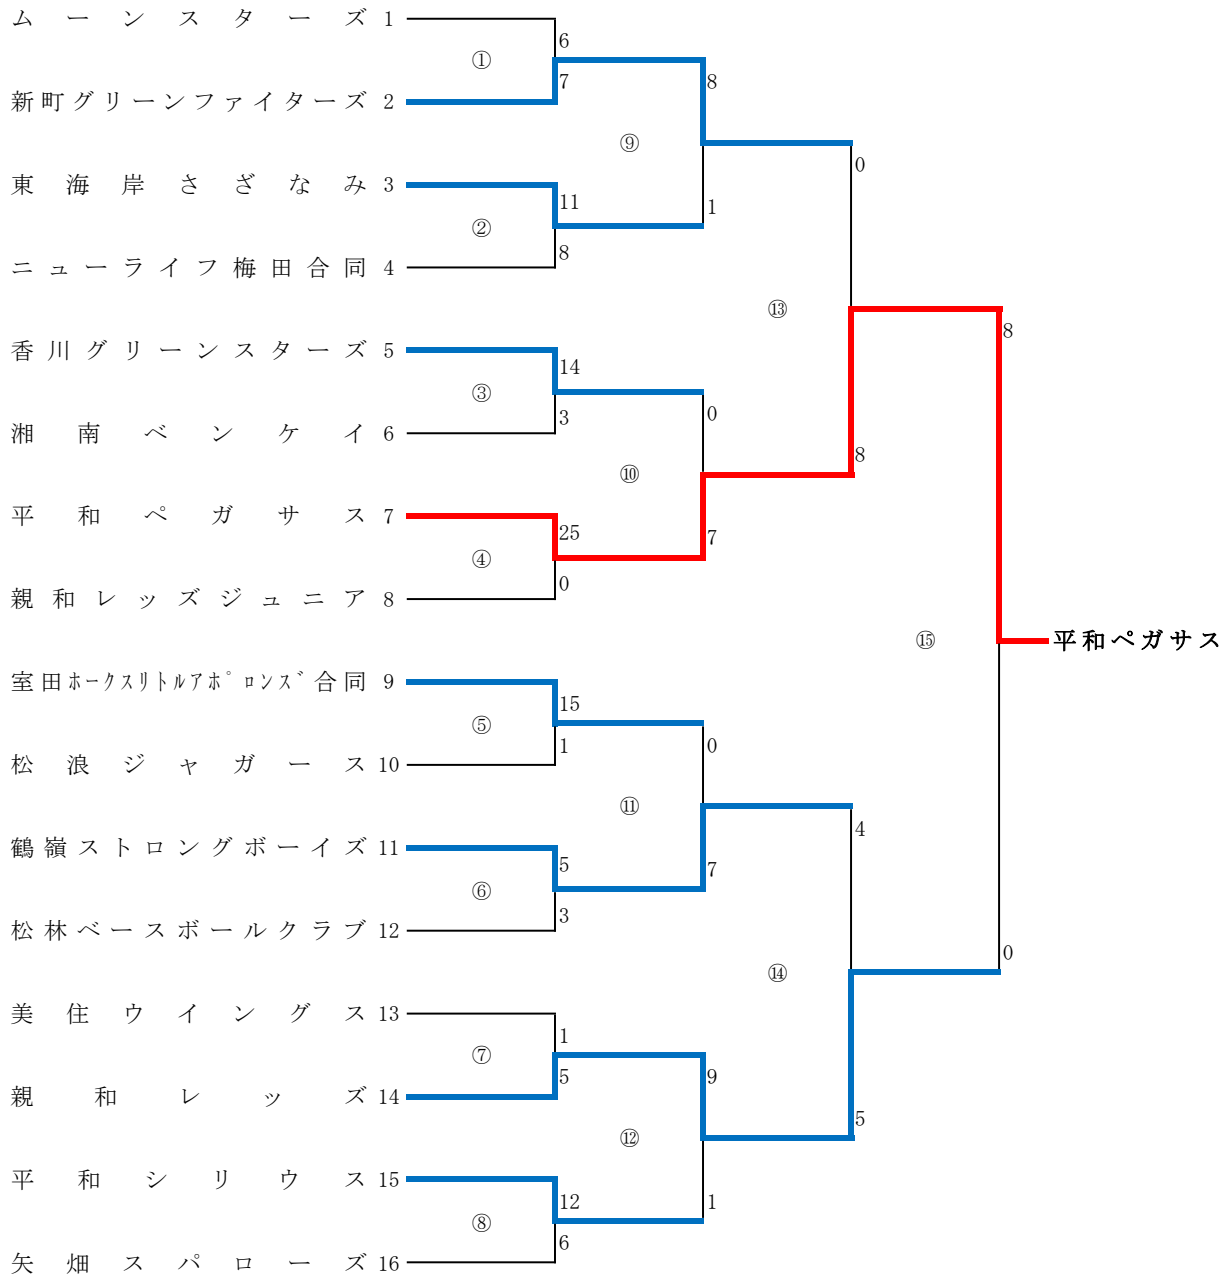 ムーンスターズ 1
6
①
7
8
新町グリーンファイターズ 2
⑨
0
東海岸さざなみ 3
11
1
②
8
ニューライフ梅田合同 4
⑬
8
香川グリーンスターズ 5
14
③
0
3
湘南ベンケイ 6
8
⑩
平和ペガサス 7
25
7
④
0
親和レッズジュニア 8
⑮
平和ペガサス
室田ホークスリトルアポロンズ合同 9
15
⑤
1
0
松浪ジャガース 10
⑪
4
鶴嶺ストロングボーイズ 11
5
7
⑥
3
松林ベースボールクラブ 12
0
⑭
美住ウイングス 13
1
⑦
5
9
親和レッズ 14
5
⑫
平和シリウス 15
12
1
⑧
6
矢畑スパローズ 16